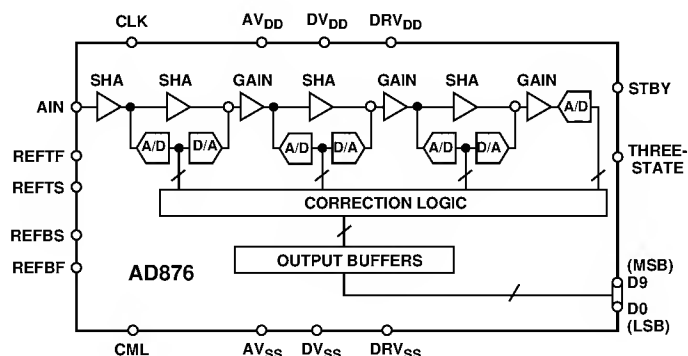 CLK AVDD DVDD DRVDD
SHA SHA GAIN SHA GAIN SHA GAIN
AIN
A/D
STBY
A/D D/A A/D D/A A/D D/A
REFTF
THREE-
STATE
REFTS
CORRECTION LOGIC
REFBS
OUTPUT BUFFERS
REFBF
AD876
(MSB)
D9
D0
(LSB)
CML AVSS DVSS DRVSS